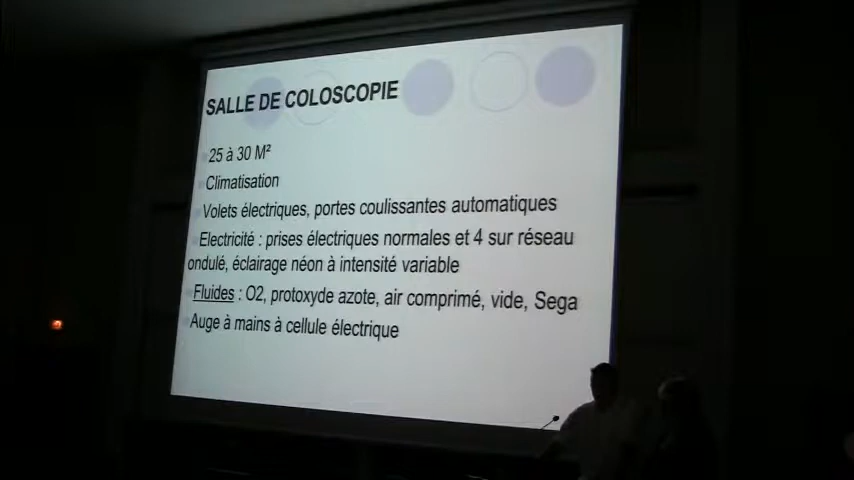 SALLE DE COLOSCOPIE
25 à 30 M²
Climatisation
Volets électriques, portes coulissantes automatiques
Electricité : prises électriques normales et 4 sur réseau
ondulé, éclairage néon à intensité variable
Fluides : O2, protoxyde azote, air comprimé, vide, Sega
Auge à mains à cellule électrique